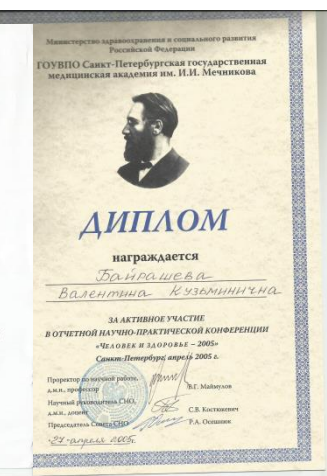 Министерство здравоохранения и социального развития
Российской Федерации
ГОУВПО Санкт-Петербургская государственная
медицинская академия им. И.И. Мечникова
ДИПЛОМ
награждается
Байрашева
Валентина Кузьминична
ЗА АКТИВНОЕ УЧАСТИЕ
В ОТЧЕТНОЙ НАУЧНО-ПРАКТИЧЕСКОЙ КОНФЕРЕНЦИИ
«ЧЕЛОВЕК И ЗДОРОВЬЕ – 2005»
Санкт-Петербург, апрель 2005 г.
Проректор по научной работе,
д.м.н., профессор В.Г. Маймулов
Научный руководитель СНО,
д.м.н., доцент С.В. Костюкевич
Председатель Совета СНО Р.А. Осешник
«27» апреля 2005г.